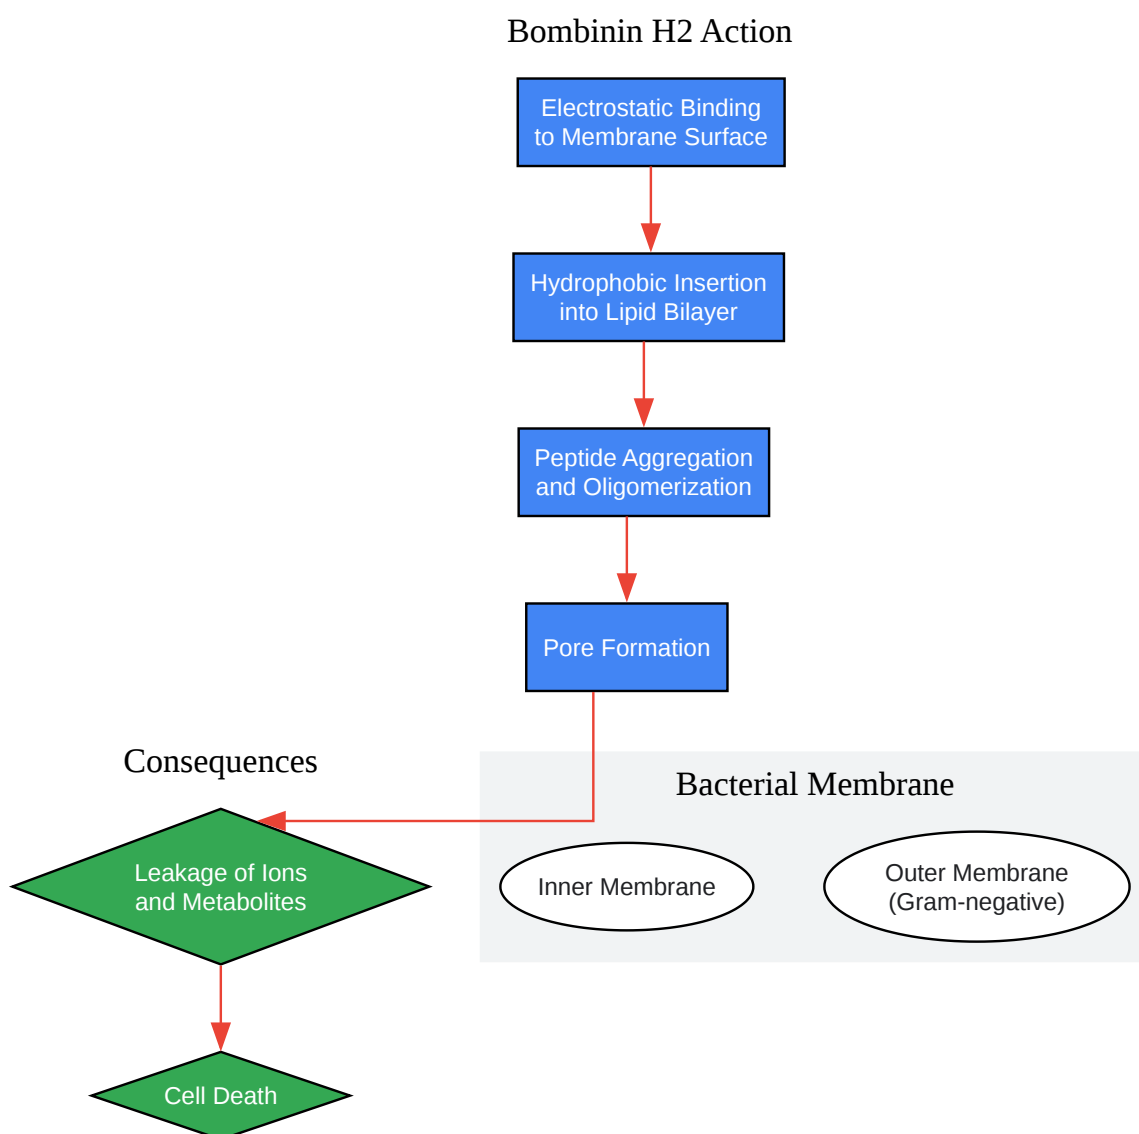 Bombinin H2 Action
Electrostatic Binding
to Membrane Surface
Hydrophobic Insertion
into Lipid Bilayer
Peptide Aggregation
and Oligomerization
Pore Formation
Consequences
Bacterial Membrane
Leakage of Ions
and Metabolites
Inner Membrane
Outer Membrane
(Gram-negative)
Cell Death